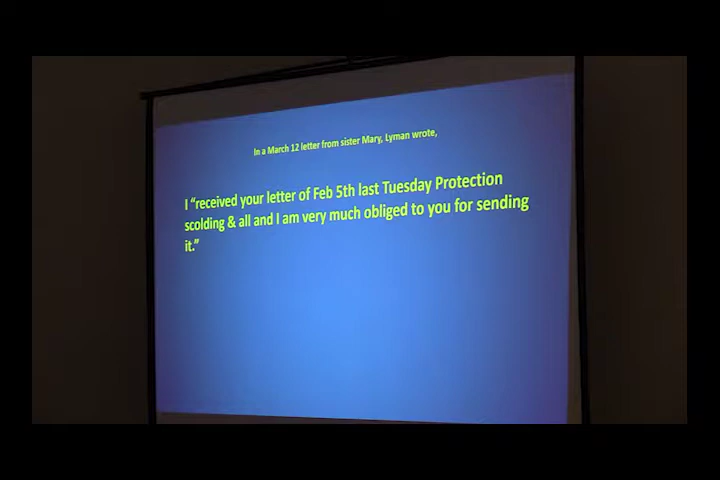 In a March 12 letter from sister Mary, Lyman wrote,
I “received your letter of Feb 5th last Tuesday Protection
scolding & all and I am very much obliged to you for sending
it.”